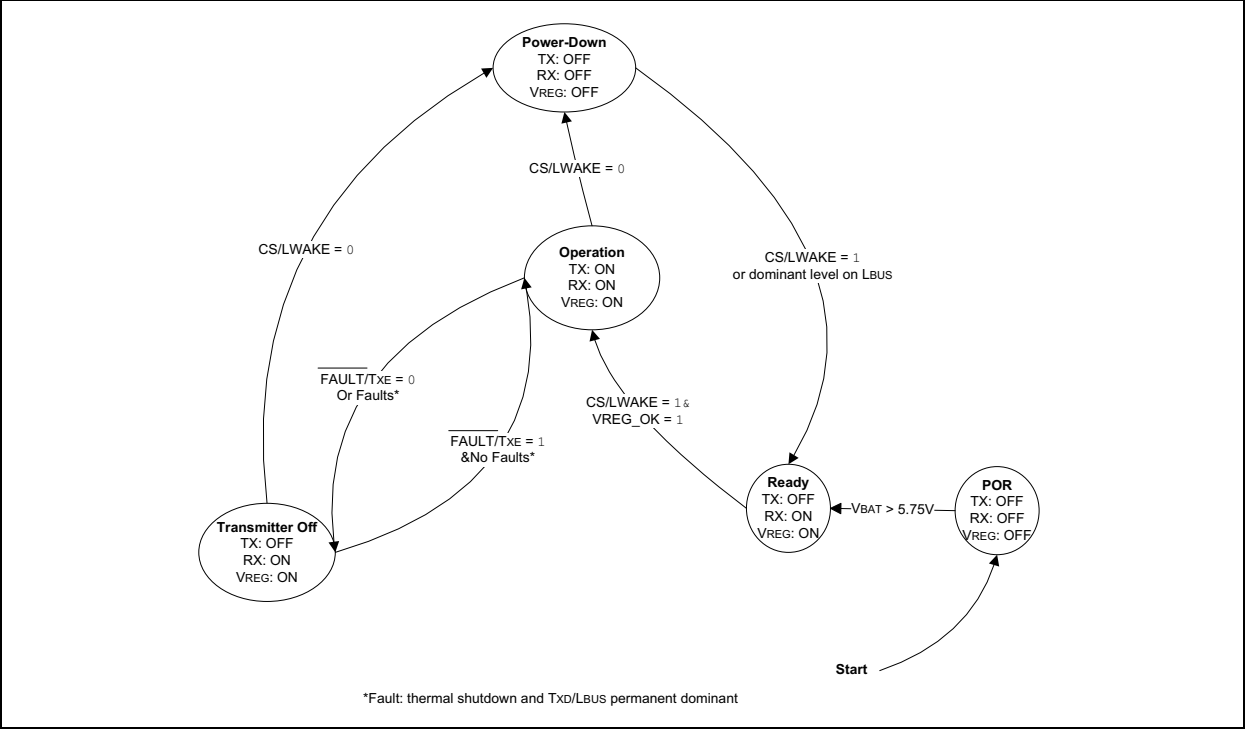 Power-Down
TX: OFF
RX: OFF
VREG: OFF
CS/LWAKE = 0
CS/LWAKE = 0
Operation
TX: ON
RX: ON
VREG: ON
CS/LWAKE = 1
or dominant level on LBUS
FAULT/TXE = 0
Or Faults*
CS/LWAKE = 1 &
VREG_OK = 1
FAULT/TXE = 1
&No Faults*
Ready
TX: OFF
RX: ON
VREG: ON
VBAT > 5.75V
POR
TX: OFF
RX: OFF
VREG: OFF
Transmitter Off
TX: OFF
RX: ON
VREG: ON
Start
*Fault: thermal shutdown and TXD/LBUS permanent dominant